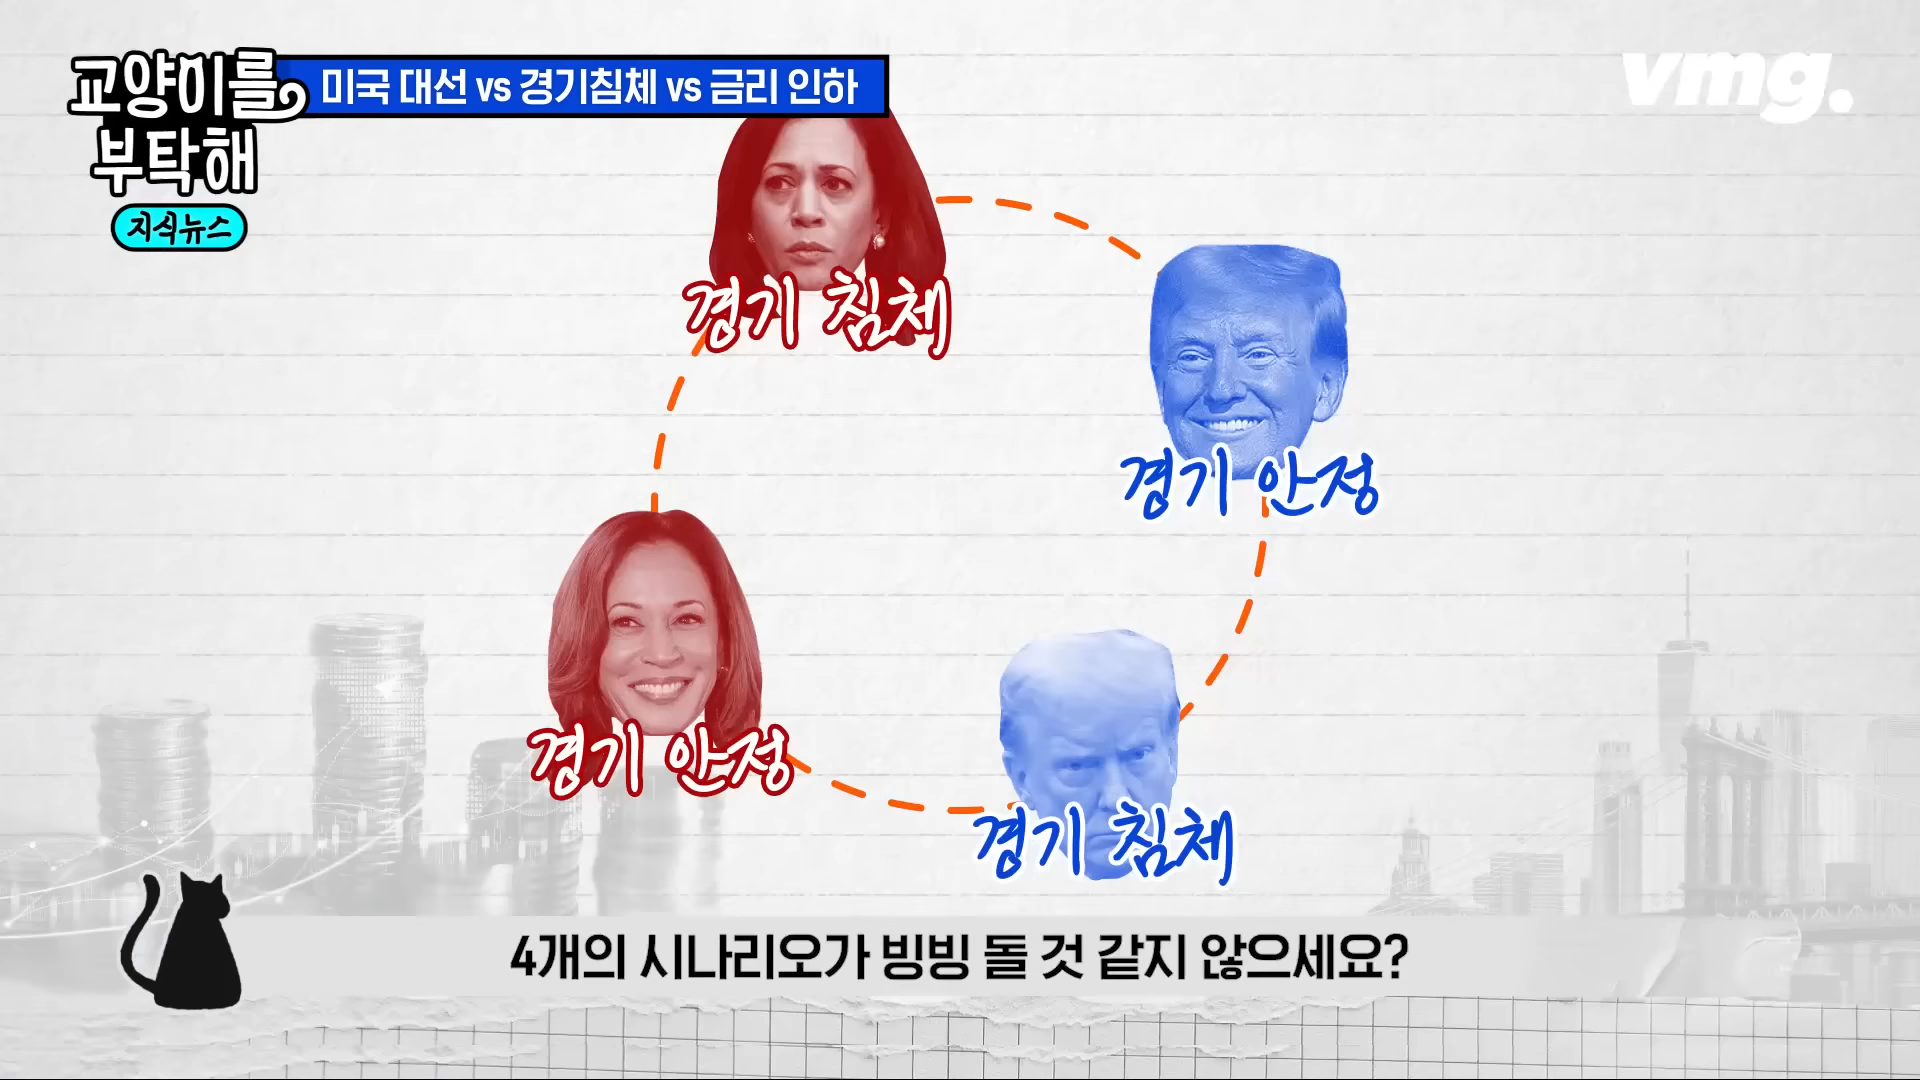 교양이를
부탁해
지식뉴스
미국 대선 vs 경기침체 vs 금리 인하
vmg.
경기 침체
경기 안정
경기 안정
경기 침체
4개의 시나리오가 빙빙 돌 것 같지 않으세요?